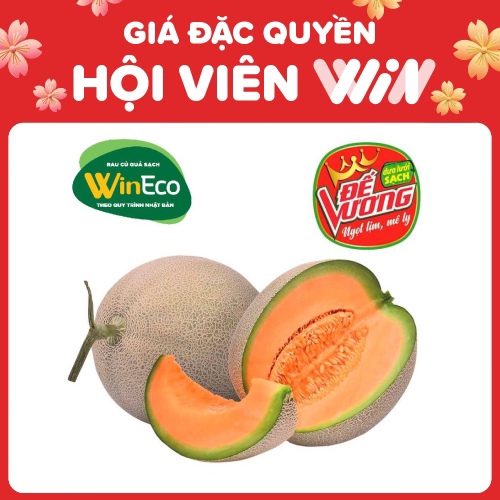 GIÁ ĐẶC QUYỀN
HỘI VIÊN WiN
RAU CỦ QUẢ SẠCH
WinEco
THEO QUY TRÌNH NHẬT BẢN
dưa lưới
SẠCH
ĐẾ
VƯƠNG
Ngọt lịm, mê ly